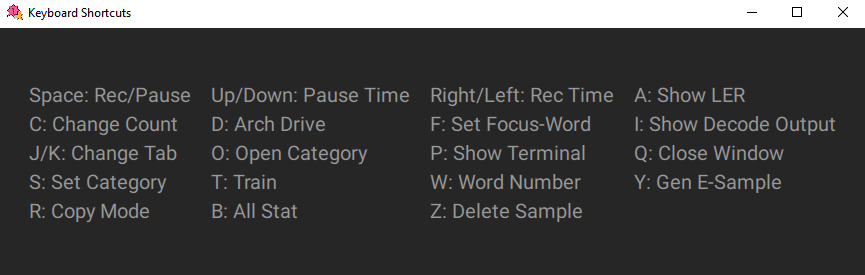 Keyboard Shortcuts
Space: Rec/Pause Up/Down: Pause Time Right/Left: Rec Time A: Show LER
C: Change Count D: Arch Drive F: Set Focus-Word I: Show Decode Output
J/K: Change Tab O: Open Category P: Show Terminal Q: Close Window
S: Set Category T: Train W: Word Number Y: Gen E-Sample
R: Copy Mode B: All Stat Z: Delete Sample